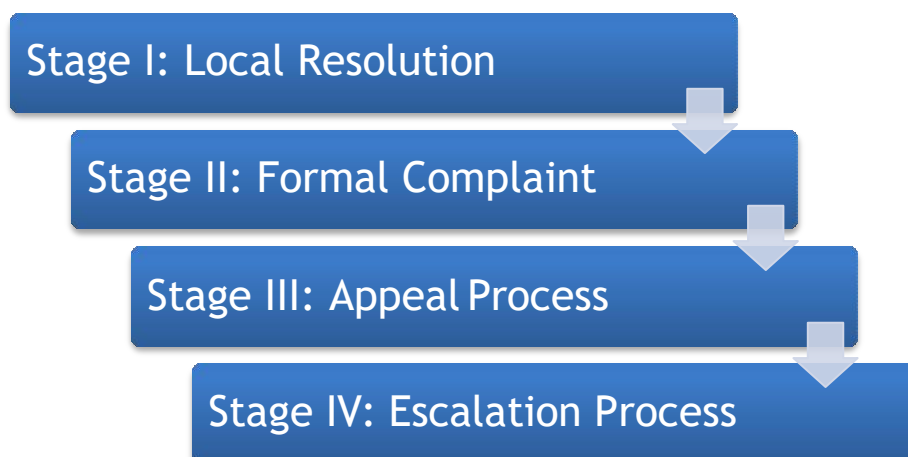 Stage I: Local Resolution
Stage II: Formal Complaint
Stage III: Appeal Process
Stage IV: Escalation Process